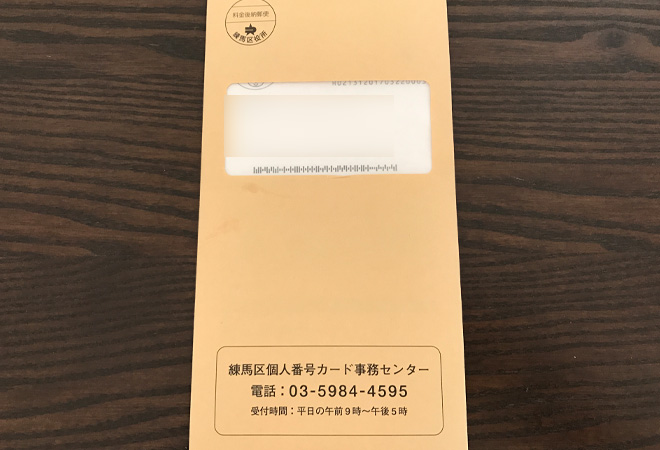 料金後納郵便
練馬区役所
練馬区個人番号カード事務センター
電話：03-5984-4595
受付時間：平日の午前9時～午後5時